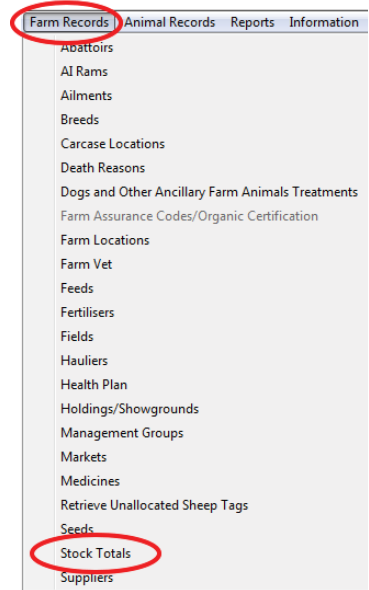 Farm Records Animal Records Reports Information
Abattoirs
AI Rams
Ailments
Breeds
Carcase Locations
Death Reasons
Dogs and Other Ancillary Farm Animals Treatments
Farm Assurance Codes/Organic Certification
Farm Locations
Farm Vet
Feeds
Fertilisers
Fields
Hauliers
Health Plan
Holdings/Showgrounds
Management Groups
Markets
Medicines
Retrieve Unallocated Sheep Tags
Seeds
Stock Totals
Suppliers